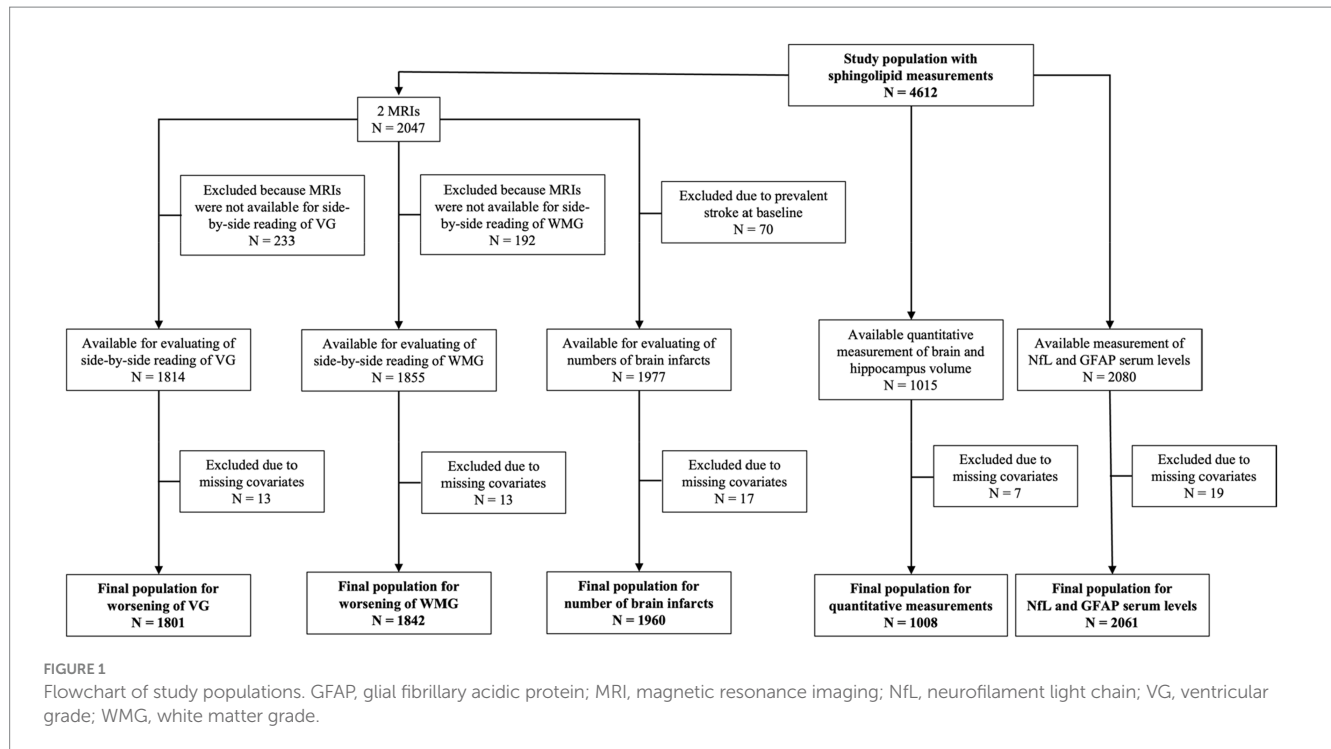 Study population with
sphingolipid measurements
N = 4612
2 MRIs
N = 2047
Excluded because MRIs
were not available for side-
by-side reading of VG
N = 233
Excluded because MRIs
were not available for side-
by-side reading of WMG
N = 192
Excluded due to prevalent
stroke at baseline
N = 70
Available for evaluating of
side-by-side reading of VG
N = 1814
Available for evaluating of
side-by-side reading of WMG
N = 1855
Available for evaluating of
numbers of brain infarcts
N = 1977
Available quantitative
measurement of brain and
hippocampus volume
N = 1015
Available measurement of
NfL and GFAP serum levels
N = 2080
Excluded due to
missing covariates
N = 13
Excluded due to
missing covariates
N = 13
Excluded due to
missing covariates
N = 17
Excluded due to
missing covariates
N = 7
Excluded due to
missing covariates
N = 19
Final population for
worsening of VG
N = 1801
Final population for
worsening of WMG
N = 1842
Final population for
number of brain infarcts
N = 1960
Final population for
quantitative measurements
N = 1008
Final population for
NfL and GFAP serum levels
N = 2061
FIGURE 1
Flowchart of study populations. GFAP, glial fibrillary acidic protein; MRI, magnetic resonance imaging; NfL, neurofilament light chain; VG, ventricular
grade; WMG, white matter grade.